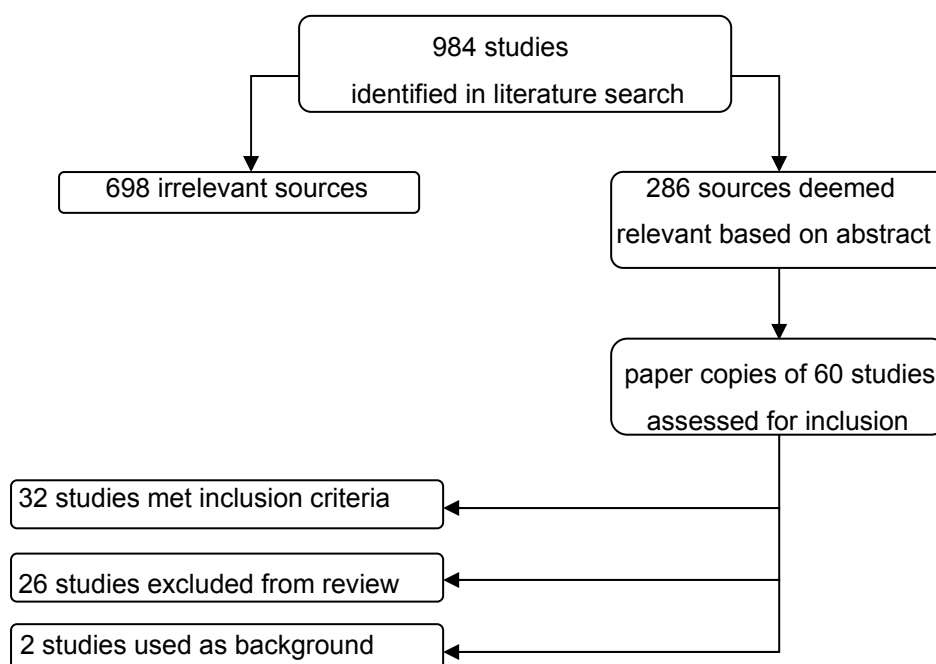 984 studies
identified in literature search
698 irrelevant sources
286 sources deemed
relevant based on abstract
paper copies of 60 studies
assessed for inclusion
32 studies met inclusion criteria
26 studies excluded from review
2 studies used as background